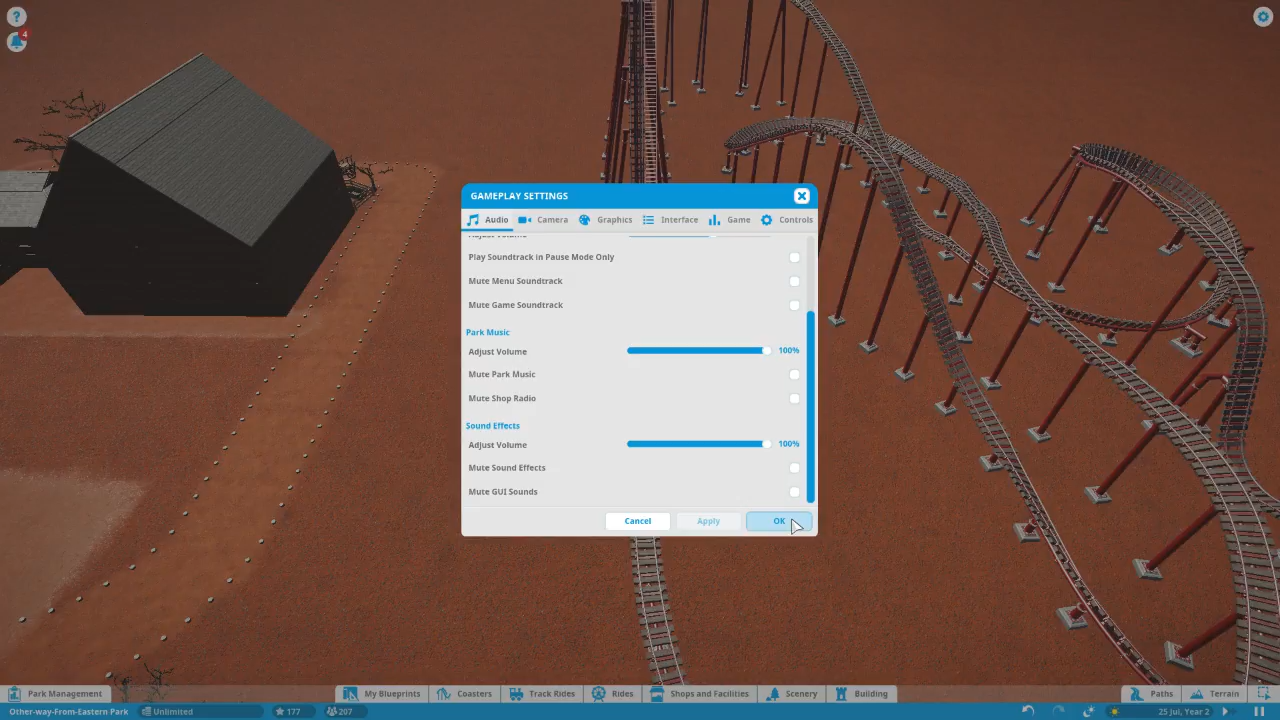 4
GAMEPLAY SETTINGS
Audio Camera Graphics Interface Game Controls
Adjust Volume
Play Soundtrack in Pause Mode Only
Mute Menu Soundtrack
Mute Game Soundtrack
Park Music
Adjust Volume 100%
Mute Park Music
Mute Shop Radio
Sound Effects
Adjust Volume 100%
Mute Sound Effects
Mute GUI Sounds
Cancel Apply OK
Park Management My Blueprints Coasters Track Rides Rides Shops and Facilities Scenery Building Paths Terrain
Other-way-From-Eastern Park Unlimited 177 207 25 Jul, Year 2